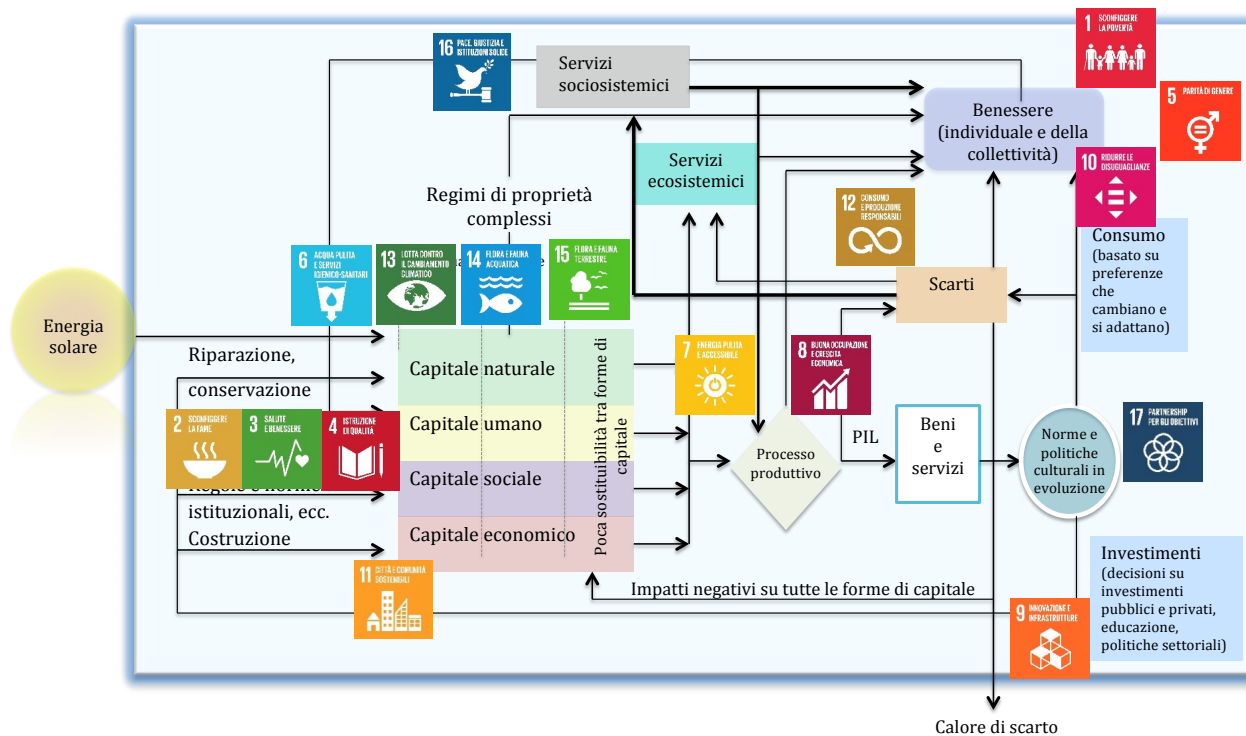 1 SCONFIGGERE
LA POVERTÀ
16 PACE, GIUSTIZIA E
ISTITUZIONI SOLIDE
Servizi
sociosistemici
5 PARITÀ DI GENERE
Benessere
(individuale e della
collettività)
Servizi
ecosistemici
10 RIDURRE LE
DISUGUAGLIANZE
Regimi di proprietà
complessi
12 CONSUMO
E PRODUZIONE
RESPONSABILI
6 ACQUA PULITA
E SERVIZI
IGIENICO-SANITARI
13 LOTTA CONTRO
IL CAMBIAMENTO
CLIMATICO
14 FLORA E FAUNA
ACQUATICA
15 FLORA E FAUNA
TERRESTRE
Consumo
(basato su
preferenze
che
cambiano e
si adattano)
Scarti
Energia
solare
Riparazione,
conservazione
Capitale naturale
Capitale umano
Capitale sociale
Capitale economico
Poca sostituibilità tra forme di
capitale
7 ENERGIA PULITA
E ACCESSIBILE
8 BUONA OCCUPAZIONE
E CRESCITA
ECONOMICA
2 SCONFIGGERE
LA FAME
3 SALUTE
E BENESSERE
4 ISTRUZIONE
DI QUALITÀ
17 PARTNERSHIP
PER GLI OBIETTIVI
PIL
Beni
e
servizi
Norme e
politiche
culturali in
evoluzione
Processo
produttivo
Regole e norme
istituzionali, ecc.
Costruzione
11 CITTÀ E COMUNITÀ
SOSTENIBILI
Impatti negativi su tutte le forme di capitale
Investimenti
(decisioni su
investimenti
pubblici e privati,
educazione,
politiche settoriali)
9 INNOVAZIONE E
INFRASTRUTTURE
Calore di scarto